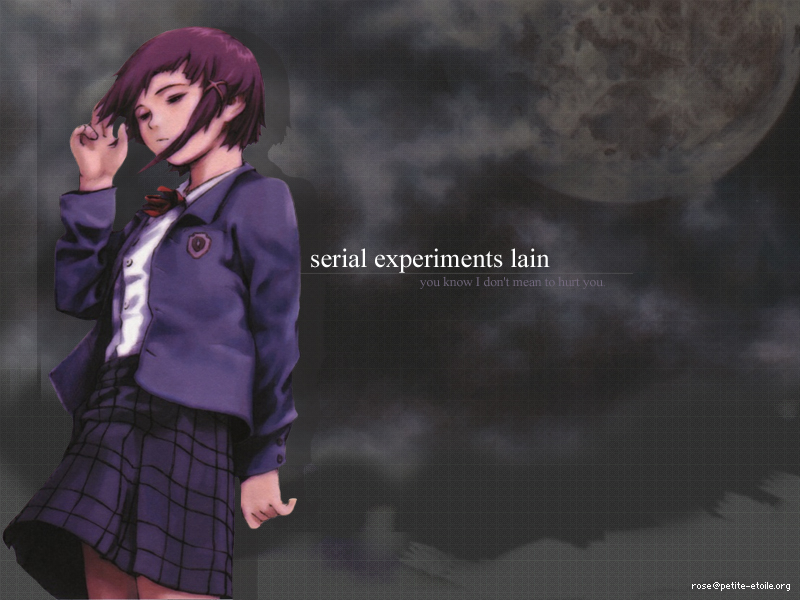 serial experiments lain
you know I don't mean to hurt you.
rose@petite-etoile.org